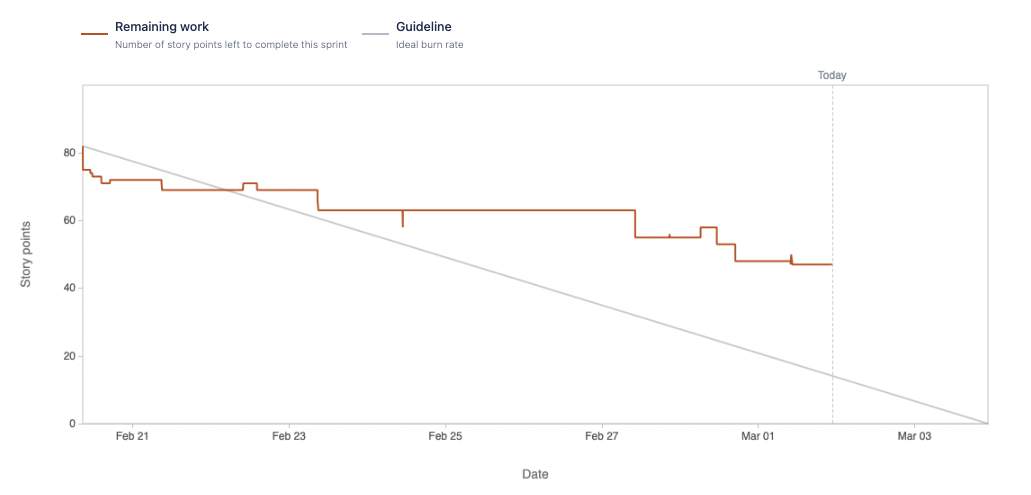 Remaining work
Number of story points left to complete this sprint
Guideline
Ideal burn rate
Today
80
60
40
20
0
Story points
Feb 21
Feb 23
Feb 25
Feb 27
Mar 01
Mar 03
Date